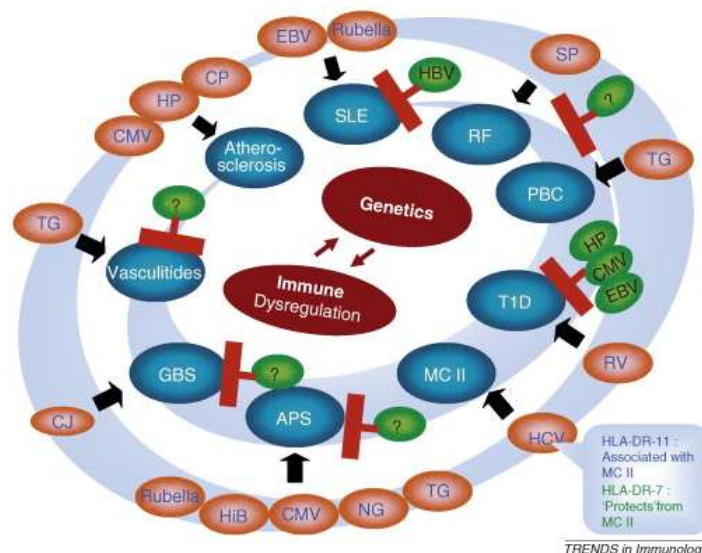 EBV
Rubella
SP
CP
HBV
?
HP
SLE
CMV
RF
Athero-
sclerosis
PBC
TG
?
Genetics
TG
HP
CMV
EBV
Vasculitides
Immune
Dysregulation
T1D
GBS
?
MC II
RV
APS
?
CJ
HCV
HLA-DR-11 :
Associated with
MC II
HLA-DR-7 :
'Protects'from
MC II
Rubella
HiB
CMV
NG
TG
TRENDS in Immunolog